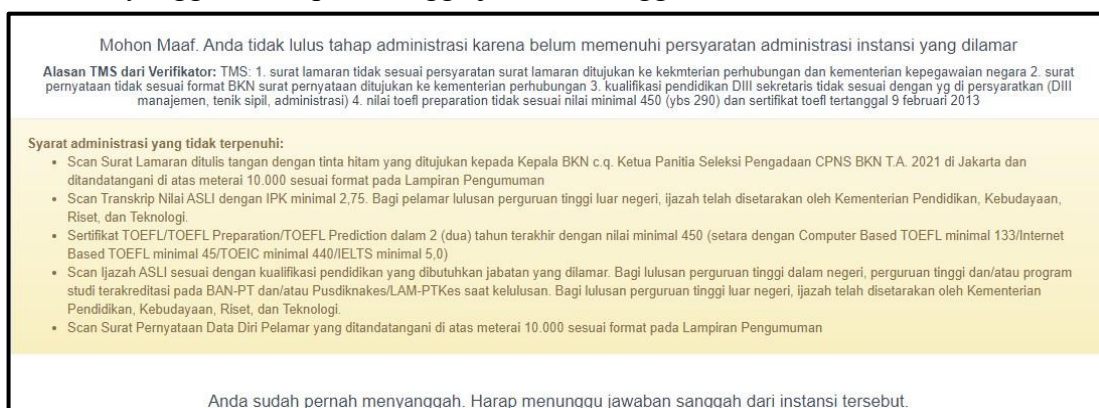 Mohon Maaf. Anda tidak lulus tahap administrasi karena belum memenuhi persyaratan administrasi instansi yang dilamar
Alasan TMS dari Verifikator: TMS: 1. surat lamaran tidak sesuai persyaratan surat lamaran ditujukan ke kekmterian perhubungan dan kementerian kepegawaian negara 2. surat
pernyataan tidak sesuai format BKN surat pernyataan ditujukan ke kementerian perhubungan 3. kualifikasi pendidikan DIII sekretaris tidak sesuai dengan yg di persyaratkan (DIII
manajemen, tenik sipil, administrasi) 4. nilai toefl preparation tidak sesuai nilai minimal 450 (ybs 290) dan sertifikat toefl tertanggal 9 februari 2013
Syarat administrasi yang tidak terpenuhi:
• Scan Surat Lamaran ditulis tangan dengan tinta hitam yang ditujukan kepada Kepala BKN c.q. Ketua Panitia Seleksi Pengadaan CPNS BKN T.A. 2021 di Jakarta dan
ditandatangani di atas meterai 10.000 sesuai format pada Lampiran Pengumuman
• Scan Transkrip Nilai ASLI dengan IPK minimal 2,75. Bagi pelamar lulusan perguruan tinggi luar negeri, ijazah telah disetarakan oleh Kementerian Pendidikan, Kebudayaan,
Riset, dan Teknologi.
• Sertifikat TOEFL/TOEFL Preparation/TOEFL Prediction dalam 2 (dua) tahun terakhir dengan nilai minimal 450 (setara dengan Computer Based TOEFL minimal 133/Internet
Based TOEFL minimal 45/TOEIC minimal 440/IELTS minimal 5,0)
• Scan Ijazah ASLI sesuai dengan kualifikasi pendidikan yang dibutuhkan jabatan yang dilamar. Bagi lulusan perguruan tinggi dalam negeri, perguruan tinggi dan/atau program
studi terakreditasi pada BAN-PT dan/atau Pusdiknakes/LAM-PTKes saat kelulusan. Bagi lulusan perguruan tinggi luar negeri, ijazah telah disetarakan oleh Kementerian
Pendidikan, Kebudayaan, Riset, dan Teknologi.
• Scan Surat Pernyataan Data Diri Pelamar yang ditandatangani di atas meterai 10.000 sesuai format pada Lampiran Pengumuman
Anda sudah pernah menyanggah. Harap menunggu jawaban sanggah dari instansi tersebut.